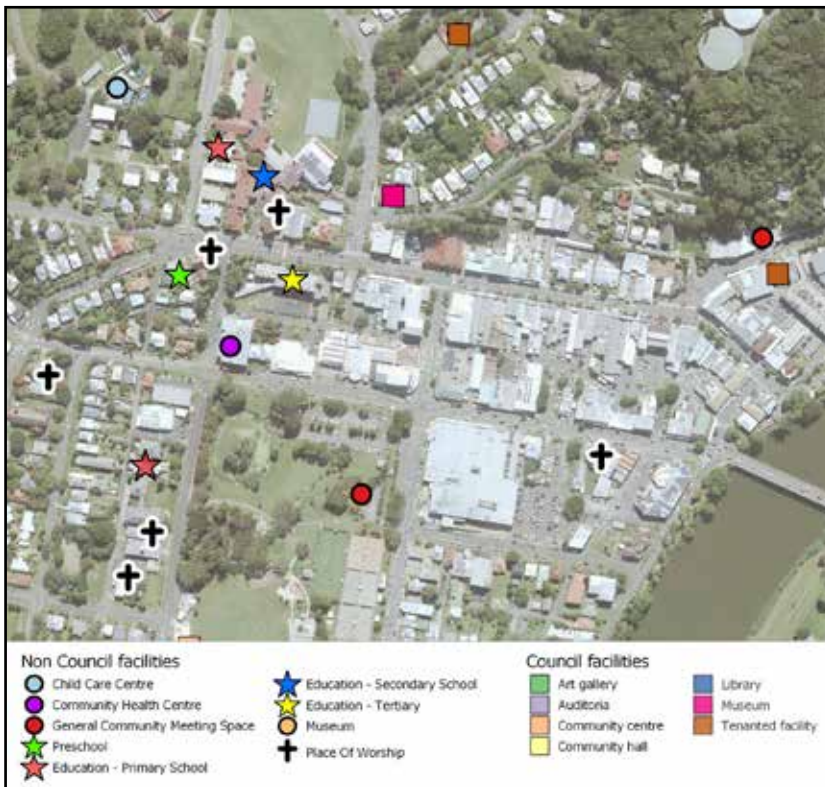 Non Council facilities
Child Care Centre
Community Health Centre
General Community Meeting Space
Preschool
Education - Primary School
Education - Secondary School
Education - Tertiary
Museum
Place Of Worship
Council facilities
Art gallery
Auditoria
Community centre
Community hall
Library
Museum
Tenanted facility